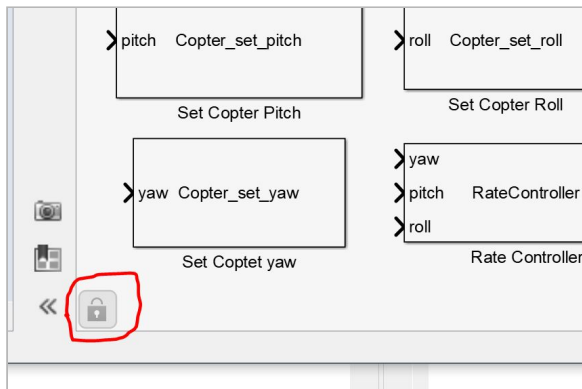 pitch Copter_set_pitch
roll Copter_set_roll
Set Copter Pitch
Set Copter Roll
yaw Copter_set_yaw
yaw
pitch RateController
roll
Set Coptet yaw
Rate Controller